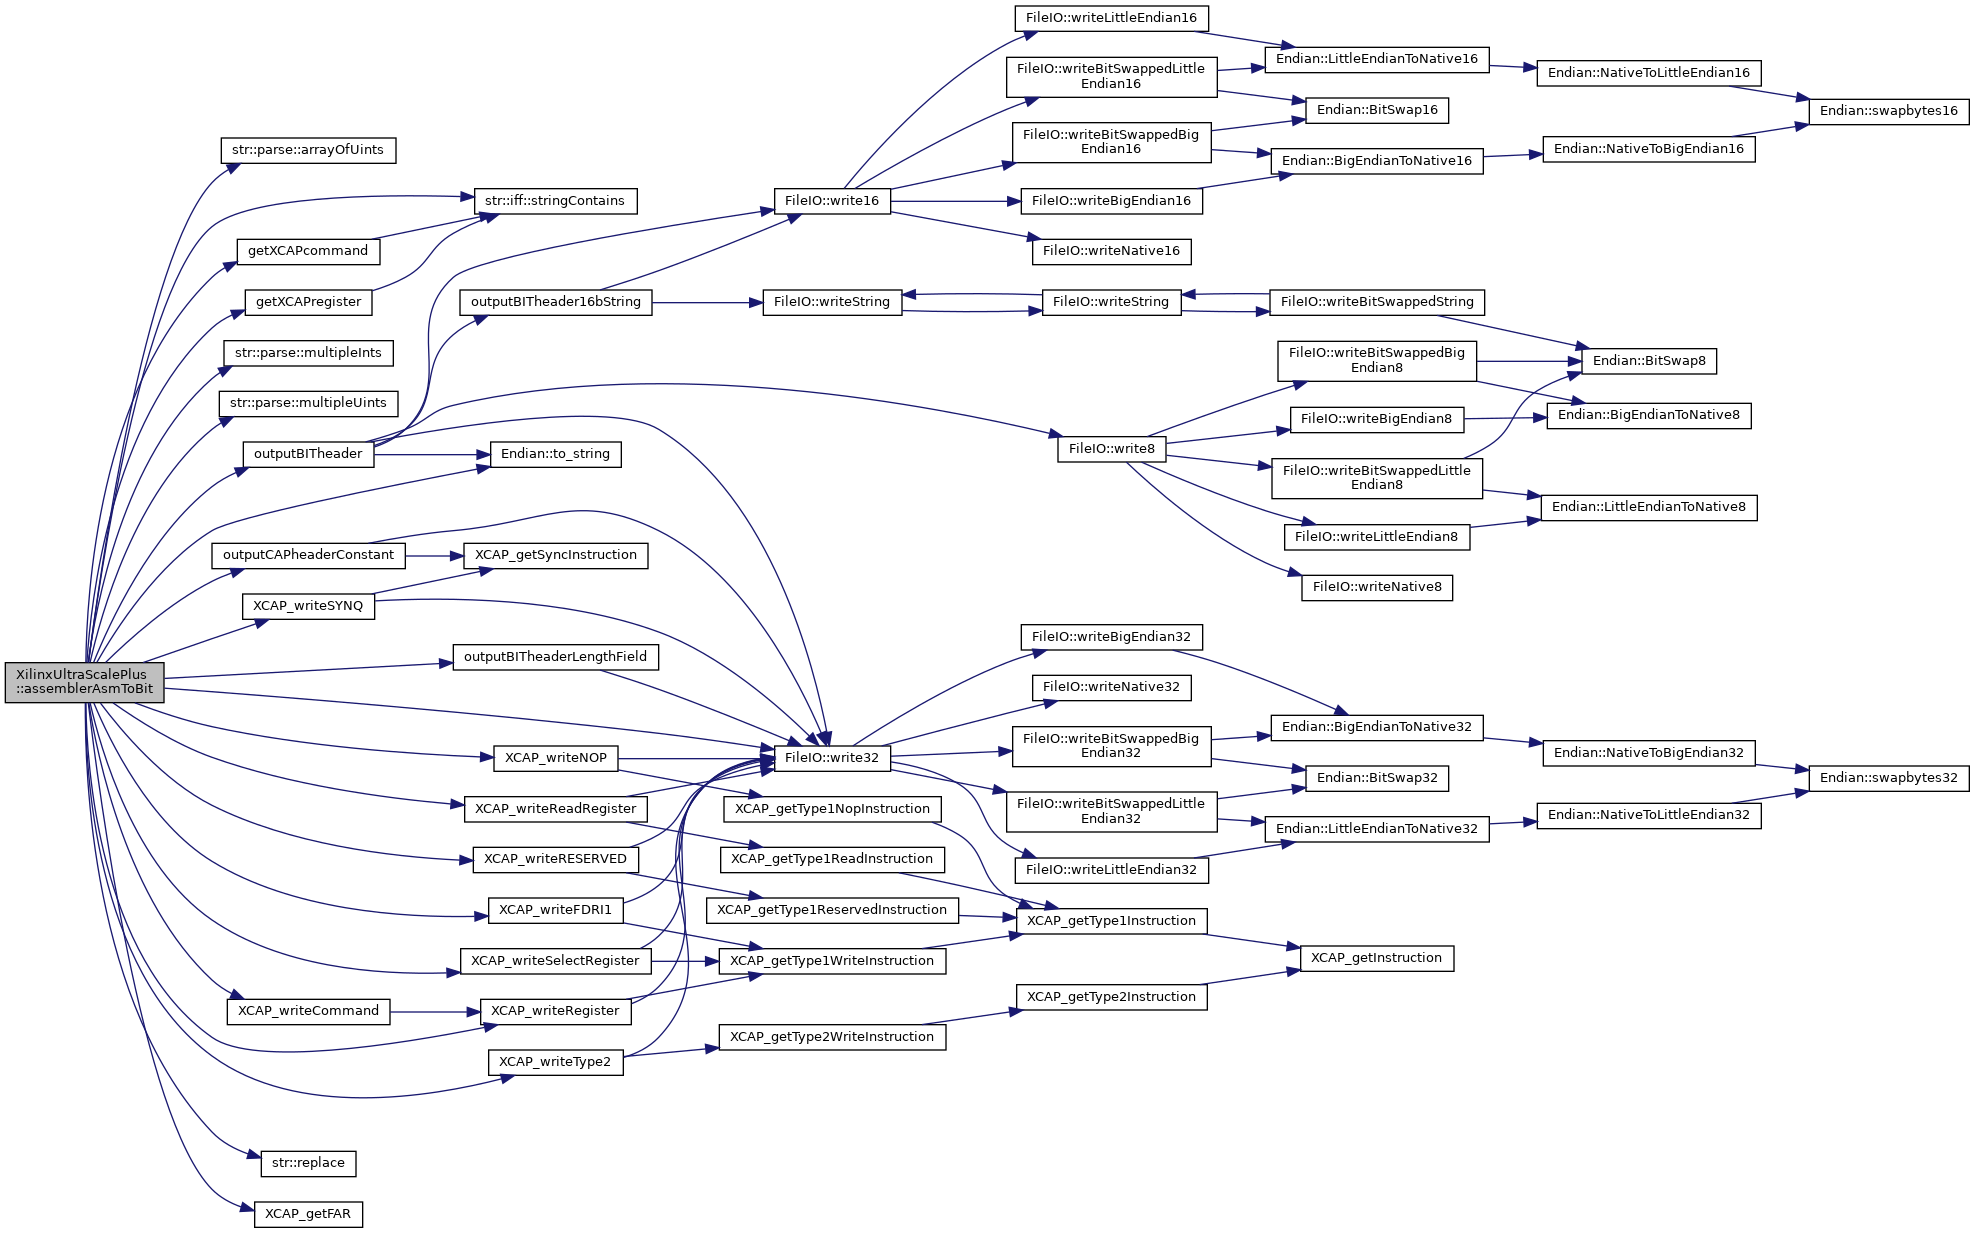 FileIO::writeLittleEndian16
Endian::LittleEndianToNative16
FileIO::writeBitSwappedLittle
Endian16
Endian::NativeToLittleEndian16
Endian::BitSwap16
Endian::swapbytes16
FileIO::writeBitSwappedBig
Endian16
str::parse::arrayOfUints
Endian::BigEndianToNative16
Endian::NativeToBigEndian16
str::iff::stringContains
FileIO::write16
FileIO::writeBigEndian16
getXCAPcommand
FileIO::writeNative16
getXCAPregister
outputBITheader16bString
FileIO::writeString
FileIO::writeString
FileIO::writeBitSwappedString
str::parse::multipleInts
FileIO::writeBitSwappedBig
Endian8
Endian::BitSwap8
str::parse::multipleUints
FileIO::writeBigEndian8
Endian::BigEndianToNative8
outputBITheader
Endian::to_string
FileIO::write8
FileIO::writeBitSwappedLittle
Endian8
Endian::LittleEndianToNative8
FileIO::writeLittleEndian8
outputCAPheaderConstant
XCAP_getSyncInstruction
FileIO::writeNative8
XCAP_writeSYNQ
FileIO::writeBigEndian32
outputBITheaderLengthField
XilinxUltraScalePlus
::assemblerAsmToBit
FileIO::writeNative32
Endian::BigEndianToNative32
FileIO::writeBitSwappedBig
Endian32
Endian::NativeToBigEndian32
XCAP_writeNOP
FileIO::write32
Endian::BitSwap32
Endian::swapbytes32
XCAP_writeReadRegister
XCAP_getType1NopInstruction
FileIO::writeBitSwappedLittle
Endian32
Endian::NativeToLittleEndian32
Endian::LittleEndianToNative32
XCAP_writeRESERVED
XCAP_getType1ReadInstruction
FileIO::writeLittleEndian32
XCAP_writeFDRI1
XCAP_getType1ReservedInstruction
XCAP_getType1Instruction
XCAP_writeSelectRegister
XCAP_getType1WriteInstruction
XCAP_getInstruction
XCAP_getType2Instruction
XCAP_writeCommand
XCAP_writeRegister
XCAP_getType2WriteInstruction
XCAP_writeType2
str::replace
XCAP_getFAR